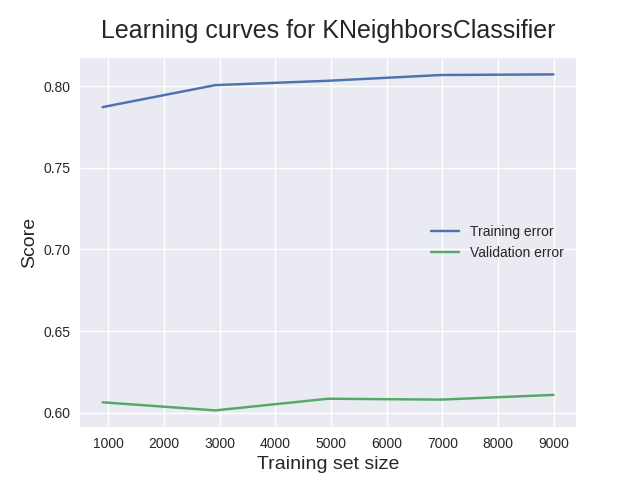 Learning curves for KNeighborsClassifier
0.80
0.75
0.70
0.65
0.60
Score
Training error
Validation error
1000 2000 3000 4000 5000 6000 7000 8000 9000
Training set size